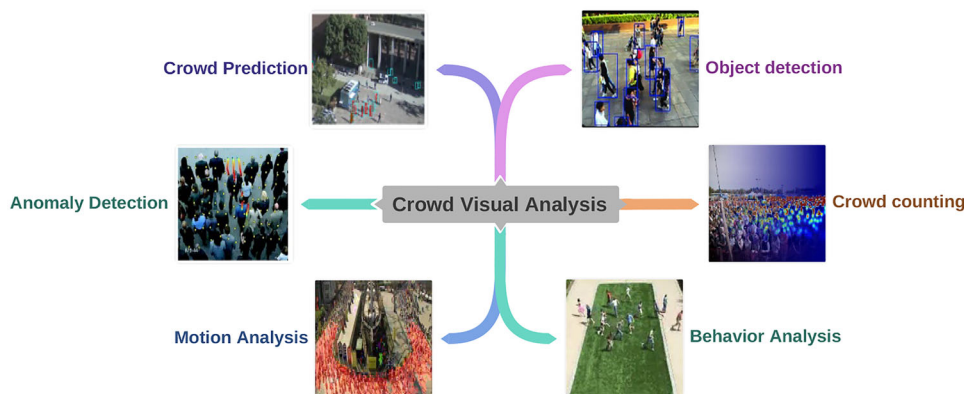 Crowd Prediction
Object detection
Anomaly Detection
Crowd Visual Analysis
Crowd counting
Motion Analysis
Behavior Analysis